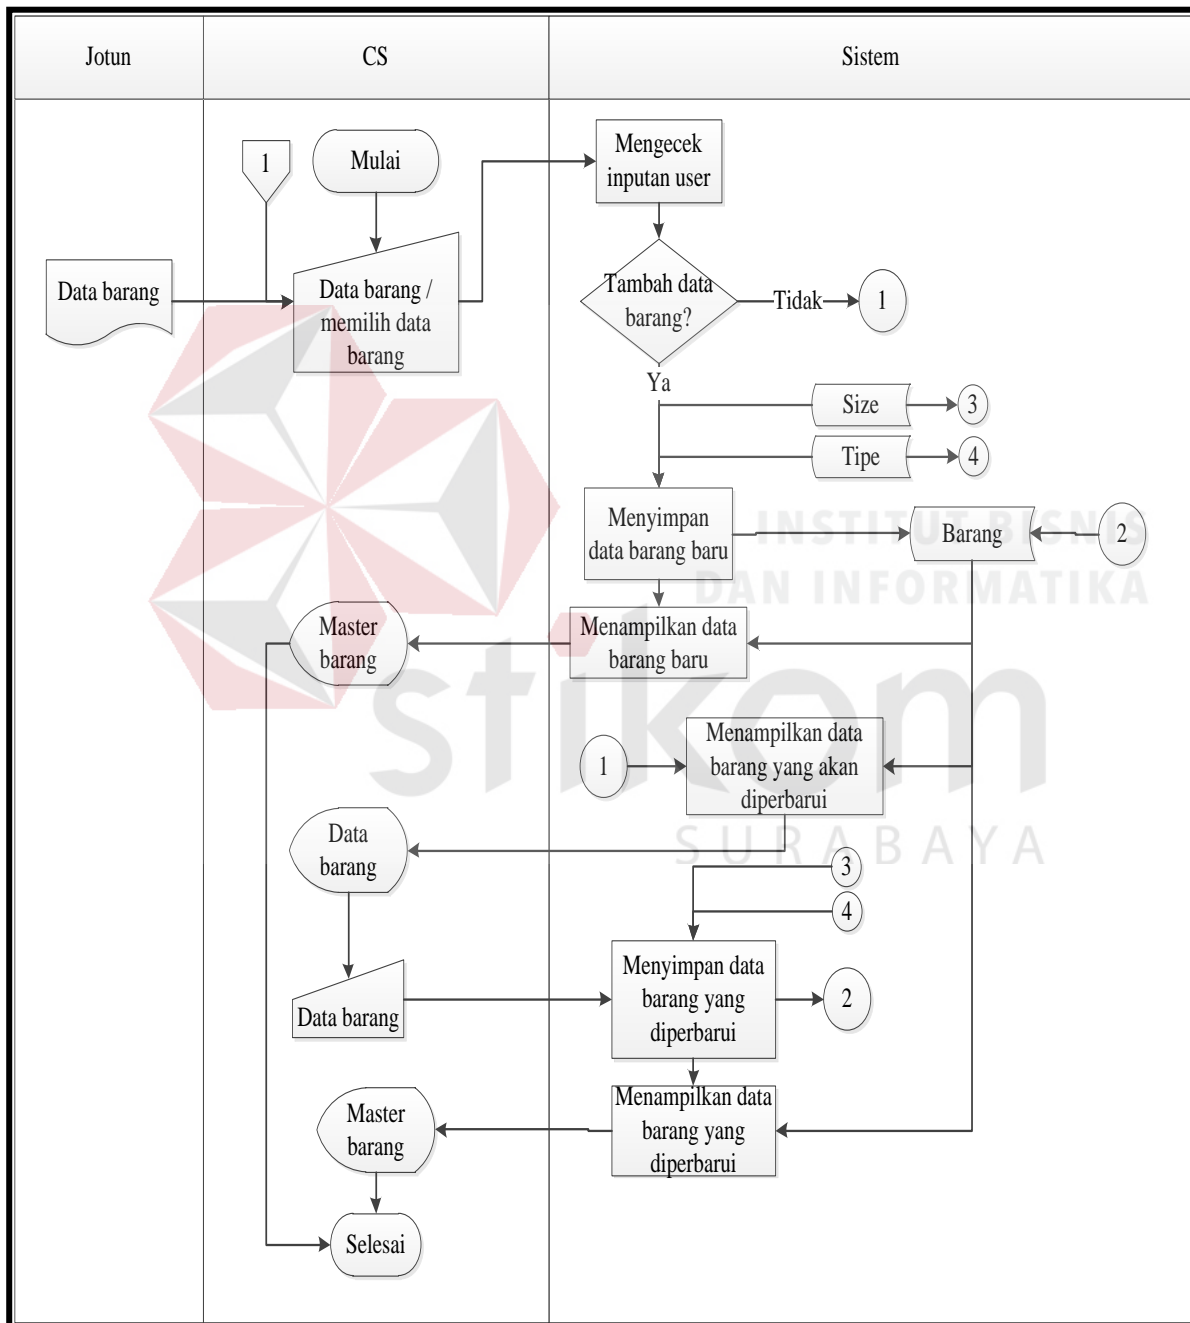 Jotun
CS
Sistem
1
Mulai
Mengecek
inputan user
Data barang
Data barang /
memilih data
barang
Tambah data
barang?
Tidak
1
Ya
Size
3
Tipe
4
Menyimpan
data barang baru
Barang
2
INSTITUT BISNIS
DAN INFORMATIKA
Master
barang
Menampilkan data
barang baru
stikom
SURABAYA
1
Menampilkan data
barang yang akan
diperbarui
Data
barang
3
4
Data barang
Menyimpan data
barang yang
diperbarui
2
Master
barang
Menampilkan data
barang yang
diperbarui
Selesai